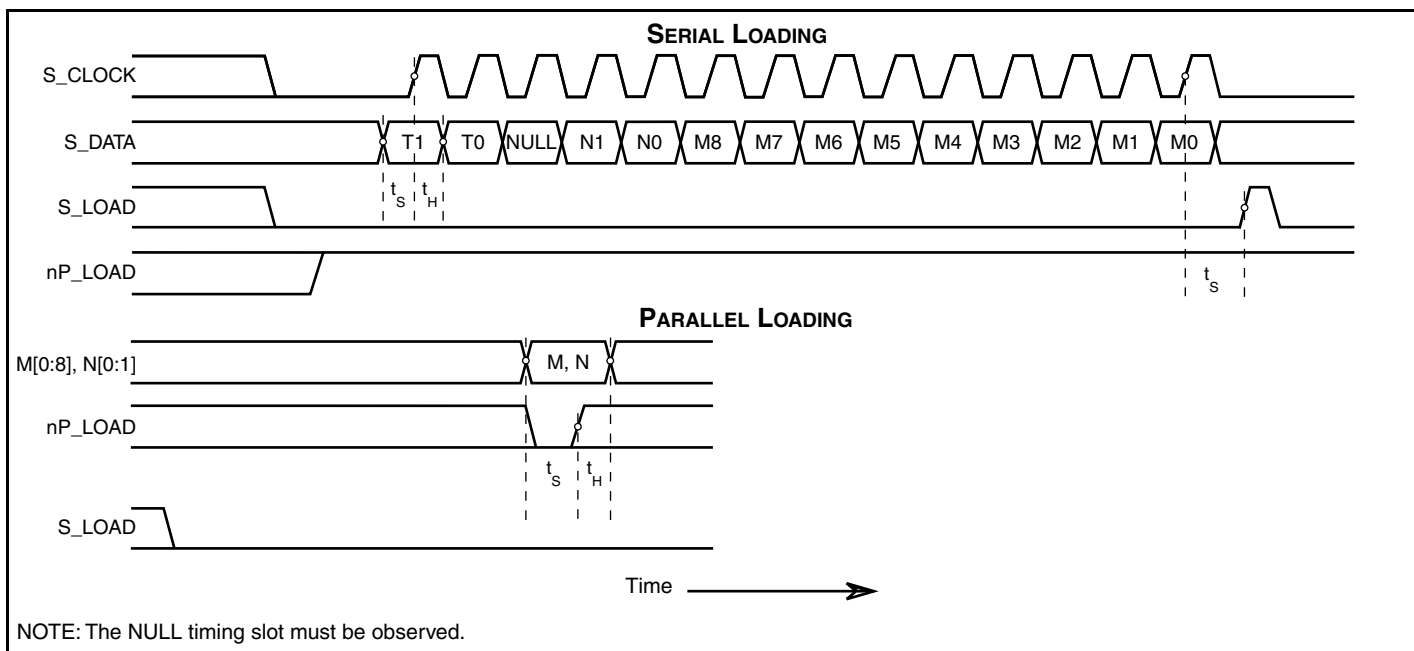 SERIAL LOADING
S_CLOCK
S_DATA T1 T0 NULL N1 N0 M8 M7 M6 M5 M4 M3 M2 M1 M0
tS tH
S_LOAD
nP_LOAD
tS
PARALLEL LOADING
M[0:8], N[0:1] M, N
nP_LOAD
tS tH
S_LOAD
Time
NOTE: The NULL timing slot must be observed.